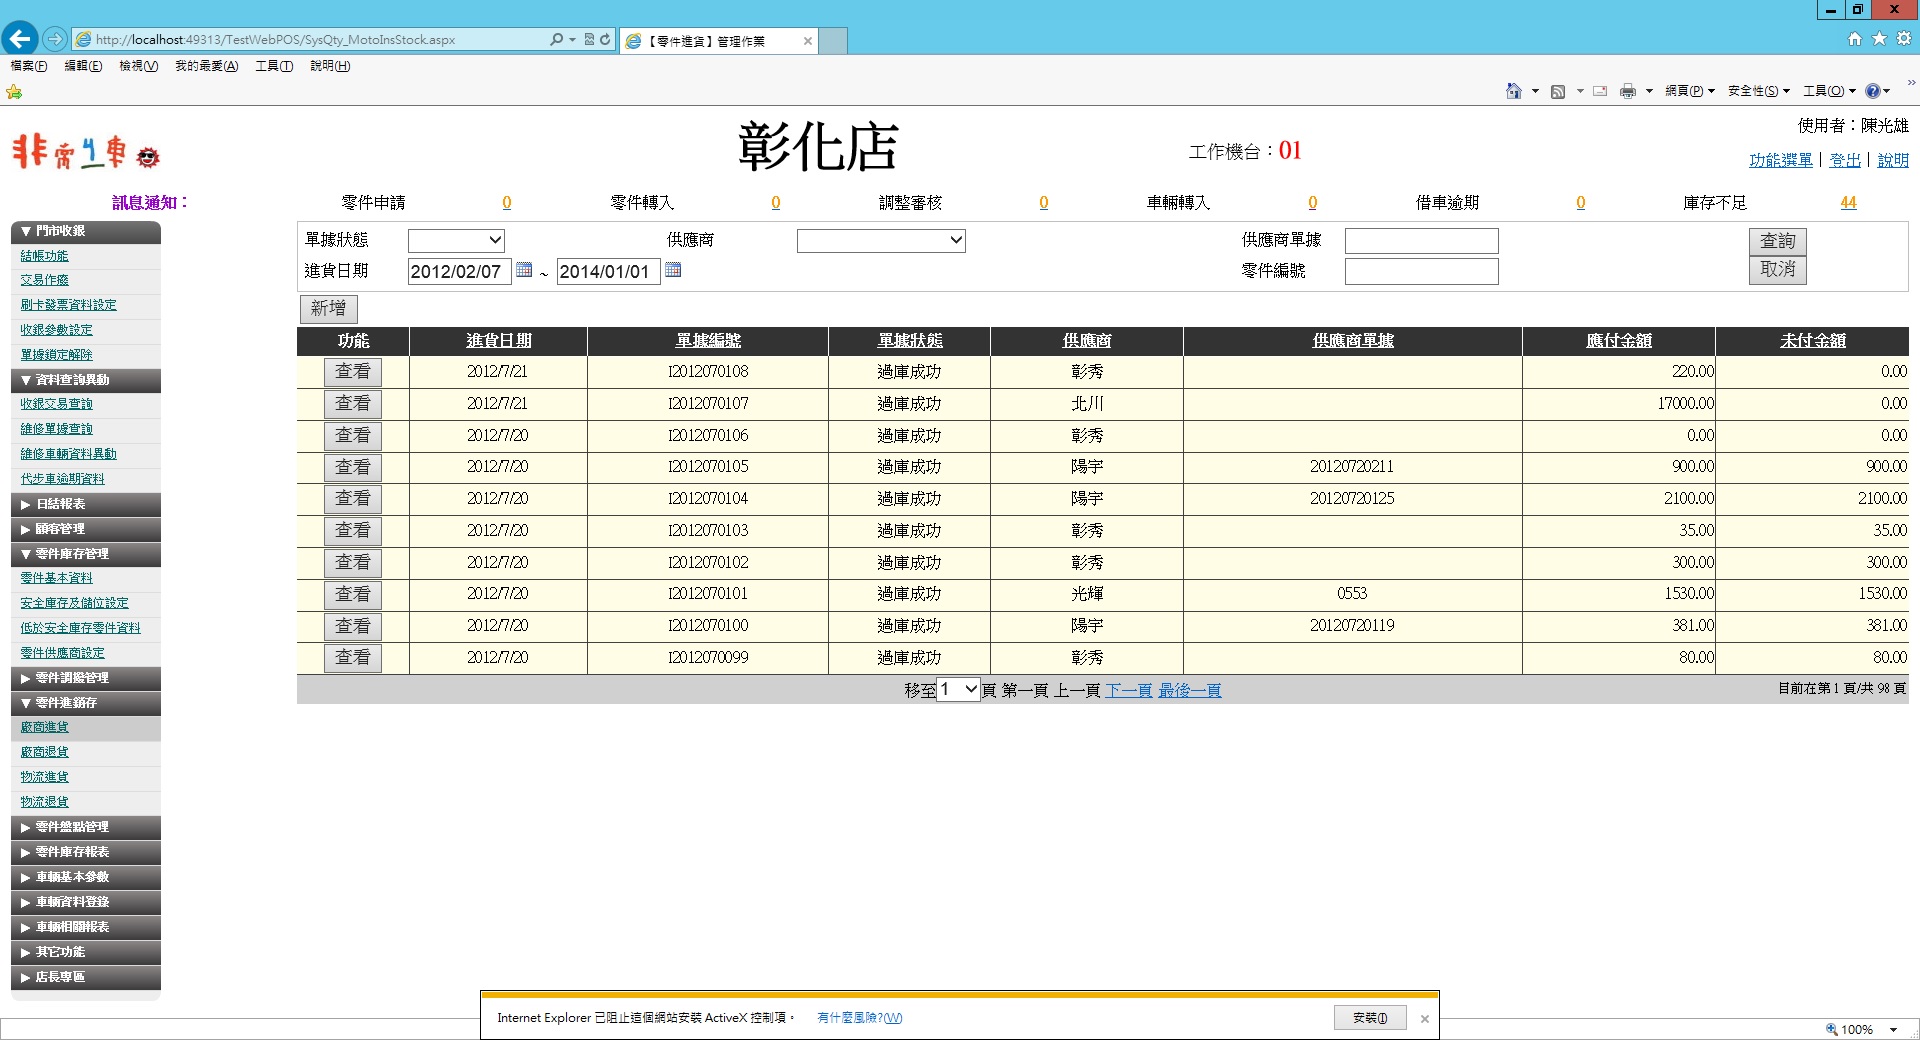 http://localhost:49313/TestWebPOS/SysQty_MotoInsStock.aspx
【零件進貨】管理作業
檔案(F) 編輯(E) 檢視(V) 我的最愛(A) 工具(T) 說明(H)
網頁(P) 安全性(S) 工具(O)
非常機車
彰化店
工作機台：01
使用者：陳光雄
功能選單 | 登出 | 說明
訊息通知： 零件申請 0 零件轉入 0 調整審核 0 車輛轉入 0 借車逾期 0 庫存不足 44
單據狀態 供應商 供應商單據 查詢
進貨日期 2012/02/07 ~ 2014/01/01 零件編號 取消
新增
功能 進貨日期 單據編號 單據狀態 供應商 供應商單據 應付金額 未付金額
查看 2012/7/21 I2012070108 過庫成功 彰秀 220.00 0.00
查看 2012/7/21 I2012070107 過庫成功 北川 17000.00 0.00
查看 2012/7/20 I2012070106 過庫成功 彰秀 0.00 0.00
查看 2012/7/20 I2012070105 過庫成功 陽宇 20120720211 900.00 900.00
查看 2012/7/20 I2012070104 過庫成功 陽宇 20120720125 2100.00 2100.00
查看 2012/7/20 I2012070103 過庫成功 彰秀 35.00 35.00
查看 2012/7/20 I2012070102 過庫成功 彰秀 300.00 300.00
查看 2012/7/20 I2012070101 過庫成功 光輝 0553 1530.00 1530.00
查看 2012/7/20 I2012070100 過庫成功 陽宇 20120720119 381.00 381.00
查看 2012/7/20 I2012070099 過庫成功 彰秀 80.00 80.00
移至 1 頁 第一頁 上一頁 下一頁 最後一頁
目前在第 1 頁/共 98 頁
▼ 門市收銀
結帳功能
交易作廢
刷卡發票資料設定
收銀參數設定
單據鎖定解除
▼ 資料查詢異動
收銀交易查詢
維修單據查詢
維修車輛資料異動
代步車逾期資料
▶ 日結報表
▶ 顧客管理
▼ 零件庫存管理
零件基本資料
安全庫存及儲位設定
低於安全庫存零件資料
零件供應商設定
▶ 零件調撥管理
▼ 零件進銷存
廠商進貨
廠商退貨
物流進貨
物流退貨
▶ 零件盤點管理
▶ 零件庫存報表
▶ 車輛基本參數
▶ 車輛資料登錄
▶ 車輛相關報表
▶ 其它功能
▶ 店長專區
Internet Explorer 已阻止這個網站安裝 ActiveX 控制項。 有什麼風險?(W) 安裝(I)
100%